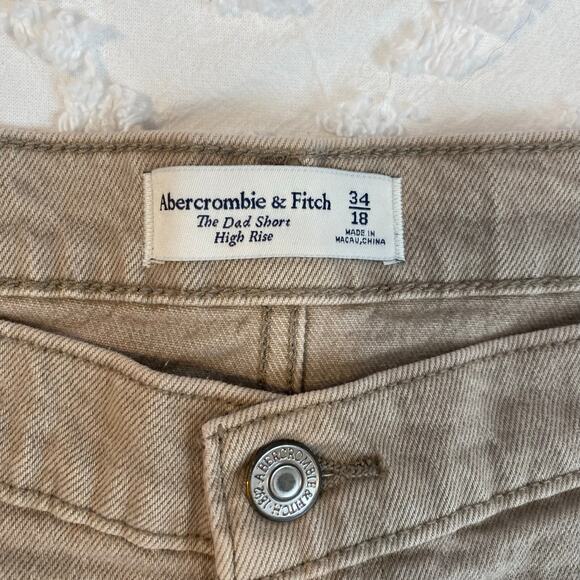 Abercrombie & Fitch
The Dad Short
High Rise
34
18
MADE IN
MACAU, CHINA
ABERCROMBIE & FITCH · 1892